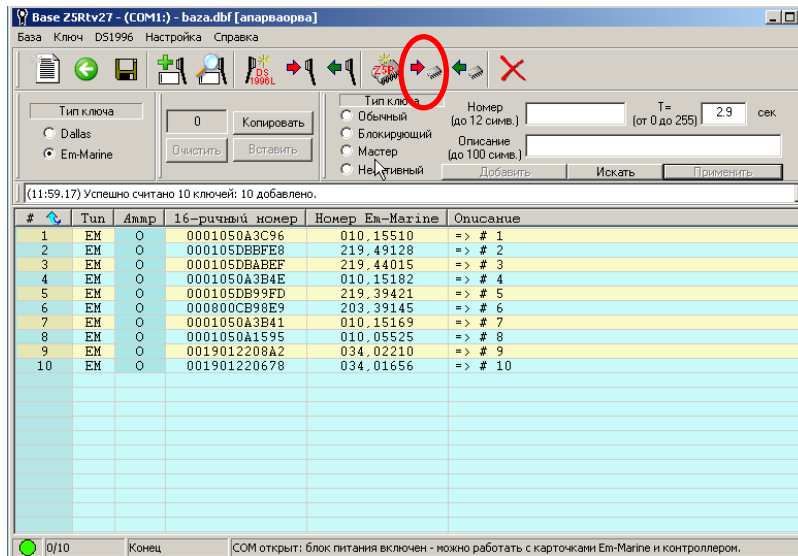 Base Z5Rtv27 - (COM1:) - baza.dbf [апарваорва]
База Ключ DS1996 Настройка Справка
DS 1996L Z5R
Тип ключа
Dallas
Em-Marine
0 Копировать
Очистить Вставить
Тип ключа
Обычный
Блокирующий
Мастер
Номер (до 12 симв.)
T= (от 0 до 255) 2.9 сек
Описание (до 100 симв.)
Добавить Искать Применить
(11:59.17) Успешно считано 10 ключей: 10 добавлено.
# Тип Аттр 16-ричный номер Номер Em-Marine Описание
1 EM O 0001050A3C96 010,15510 => # 1
2 EM O 000105DBBFE8 219,49128 => # 2
3 EM O 000105DBABEF 219,44015 => # 3
4 EM O 0001050A3B4E 010,15182 => # 4
5 EM O 000105DB99FD 219,39421 => # 5
6 EM O 000800CB98E9 203,39145 => # 6
7 EM O 0001050A3B41 010,15169 => # 7
8 EM O 0001050A1595 010,05525 => # 8
9 EM O 0019012208A2 034,02210 => # 9
10 EM O 001901220678 034,01656 => # 10
0/10 Конец COM открыт: блок питания включен - можно работать с карточками Em-Marine и контроллером.